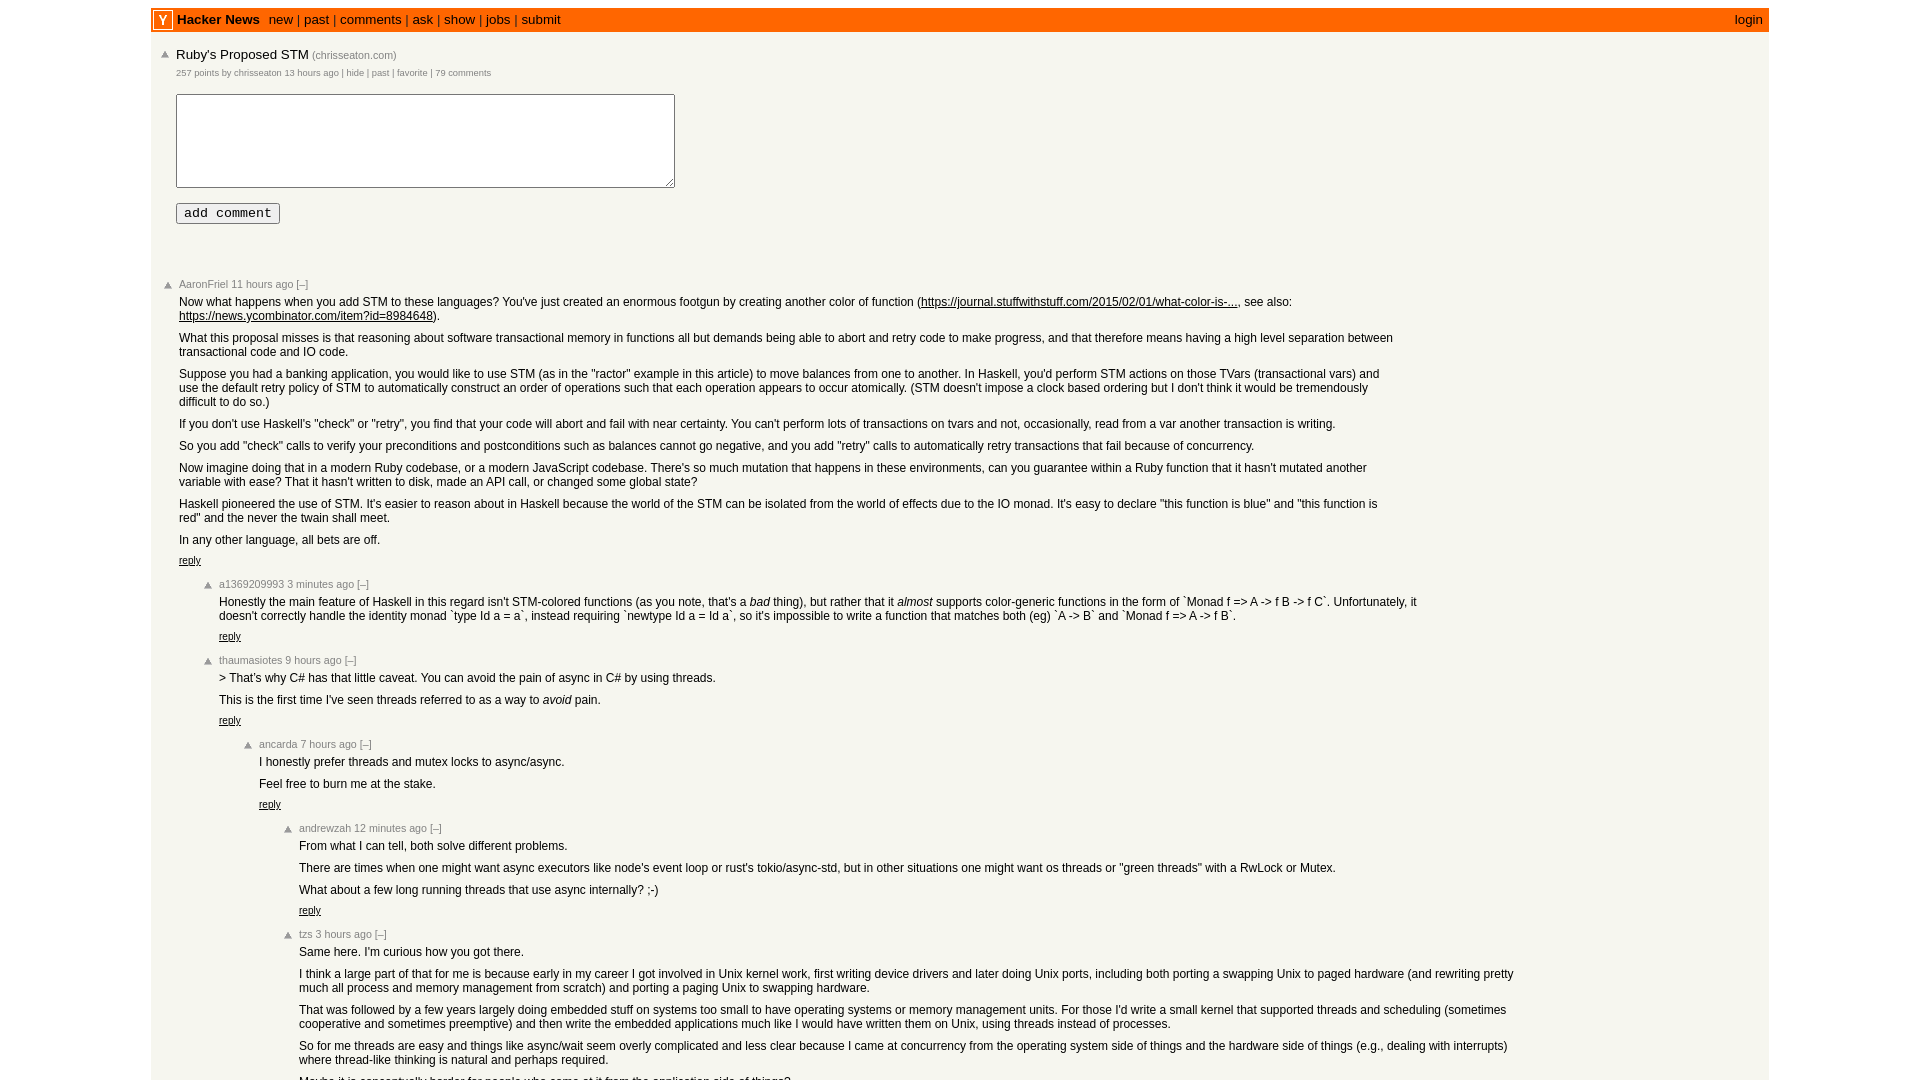 Y Hacker News new | past | comments | ask | show | jobs | submit login
Ruby's Proposed STM (chrisseaton.com)
257 points by chrisseaton 13 hours ago | hide | past | favorite | 79 comments
add comment
AaronFriel 11 hours ago [–]
Now what happens when you add STM to these languages? You've just created an enormous footgun by creating another color of function (https://journal.stuffwithstuff.com/2015/02/01/what-color-is-..., see also:
https://news.ycombinator.com/item?id=8984648).
What this proposal misses is that reasoning about software transactional memory in functions all but demands being able to abort and retry code to make progress, and that therefore means having a high level separation between
transactional code and IO code.
Suppose you had a banking application, you would like to use STM (as in the "ractor" example in this article) to move balances from one to another. In Haskell, you'd perform STM actions on those TVars (transactional vars) and
use the default retry policy of STM to automatically construct an order of operations such that each operation appears to occur atomically. (STM doesn't impose a clock based ordering but I don't think it would be tremendously
difficult to do so.)
If you don't use Haskell's "check" or "retry", you find that your code will abort and fail with near certainty. You can't perform lots of transactions on tvars and not, occasionally, read from a var another transaction is writing.
So you add "check" calls to verify your preconditions and postconditions such as balances cannot go negative, and you add "retry" calls to automatically retry transactions that fail because of concurrency.
Now imagine doing that in a modern Ruby codebase, or a modern JavaScript codebase. There's so much mutation that happens in these environments, can you guarantee within a Ruby function that it hasn't mutated another
variable with ease? That it hasn't written to disk, made an API call, or changed some global state?
Haskell pioneered the use of STM. It's easier to reason about in Haskell because the world of the STM can be isolated from the world of effects due to the IO monad. It's easy to declare "this function is blue" and "this function is
red" and the never the twain shall meet.
In any other language, all bets are off.
reply
a1369209993 3 minutes ago [–]
Honestly the main feature of Haskell in this regard isn't STM-colored functions (as you note, that's a bad thing), but rather that it almost supports color-generic functions in the form of `Monad f => A -> f B -> f C`. Unfortunately, it
doesn't correctly handle the identity monad `type Id a = a`, instead requiring `newtype Id a = Id a`, so it's impossible to write a function that matches both (eg) `A -> B` and `Monad f => A -> f B`.
reply
thaumasiotes 9 hours ago [–]
> That's why C# has that little caveat. You can avoid the pain of async in C# by using threads.
This is the first time I've seen threads referred to as a way to avoid pain.
reply
ancarda 7 hours ago [–]
I honestly prefer threads and mutex locks to async/async.
Feel free to burn me at the stake.
reply
andrewzah 12 minutes ago [–]
From what I can tell, both solve different problems.
There are times when one might want async executors like node's event loop or rust's tokio/async-std, but in other situations one might want os threads or "green threads" with a RwLock or Mutex.
What about a few long running threads that use async internally? ;-)
reply
tzs 3 hours ago [–]
Same here. I'm curious how you got there.
I think a large part of that for me is because early in my career I got involved in Unix kernel work, first writing device drivers and later doing Unix ports, including both porting a swapping Unix to paged hardware (and rewriting pretty
much all process and memory management from scratch) and porting a paging Unix to swapping hardware.
That was followed by a few years largely doing embedded stuff on systems too small to have operating systems or memory management units. For those I'd write a small kernel that supported threads and scheduling (sometimes
cooperative and sometimes preemptive) and then write the embedded applications much like I would have written them on Unix, using threads instead of processes.
So for me threads are easy and things like async/wait seem overly complicated and less clear because I came at concurrency from the operating system side of things and the hardware side of things (e.g., dealing with interrupts)
where thread-like thinking is natural and perhaps required.
Maybe it is conceptually harder for people who came at it from the application side of things?